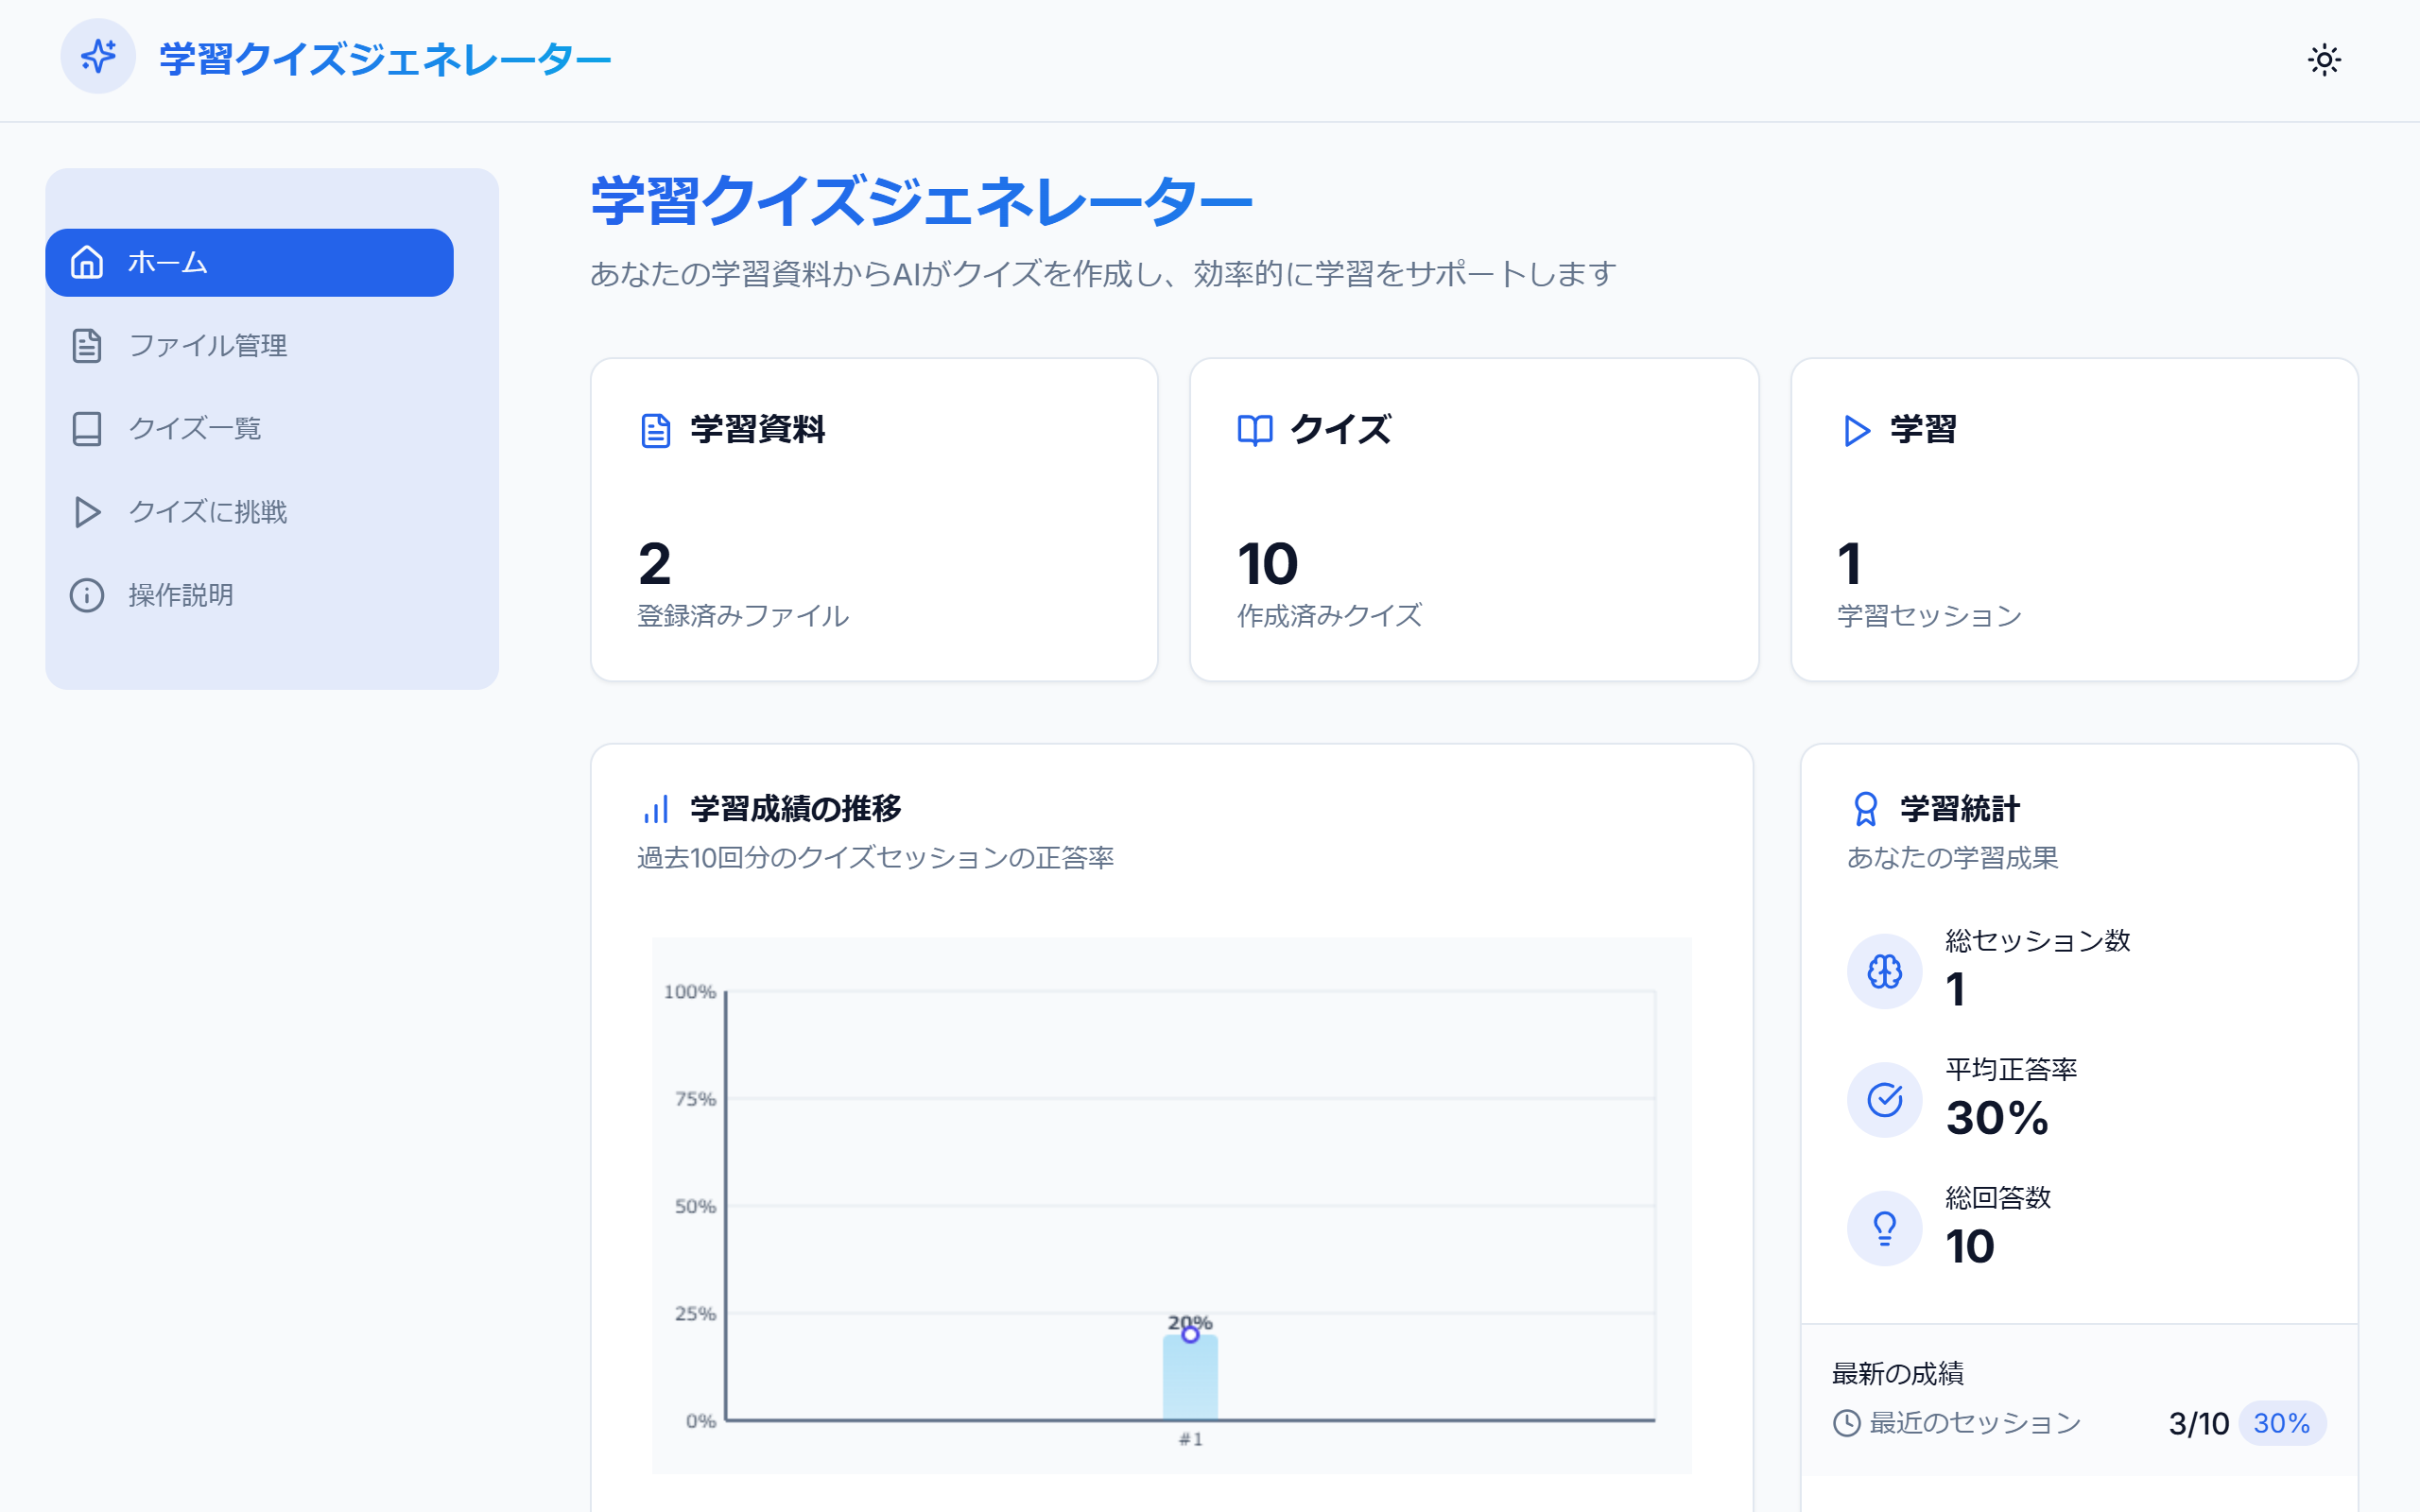 学習クイズジェネレーター
ホーム
ファイル管理
クイズ一覧
クイズに挑戦
操作説明
学習クイズジェネレーター
あなたの学習資料からAIがクイズを作成し、効率的に学習をサポートします
学習資料
2
登録済みファイル
クイズ
10
作成済みクイズ
学習
1
学習セッション
学習成績の推移
過去10回分のクイズセッションの正答率
100%
75%
50%
25%
0%
20%
#1
学習統計
あなたの学習成果
総セッション数
1
平均正答率
30%
総回答数
10
最新の成績
最近のセッション 3/10 30%